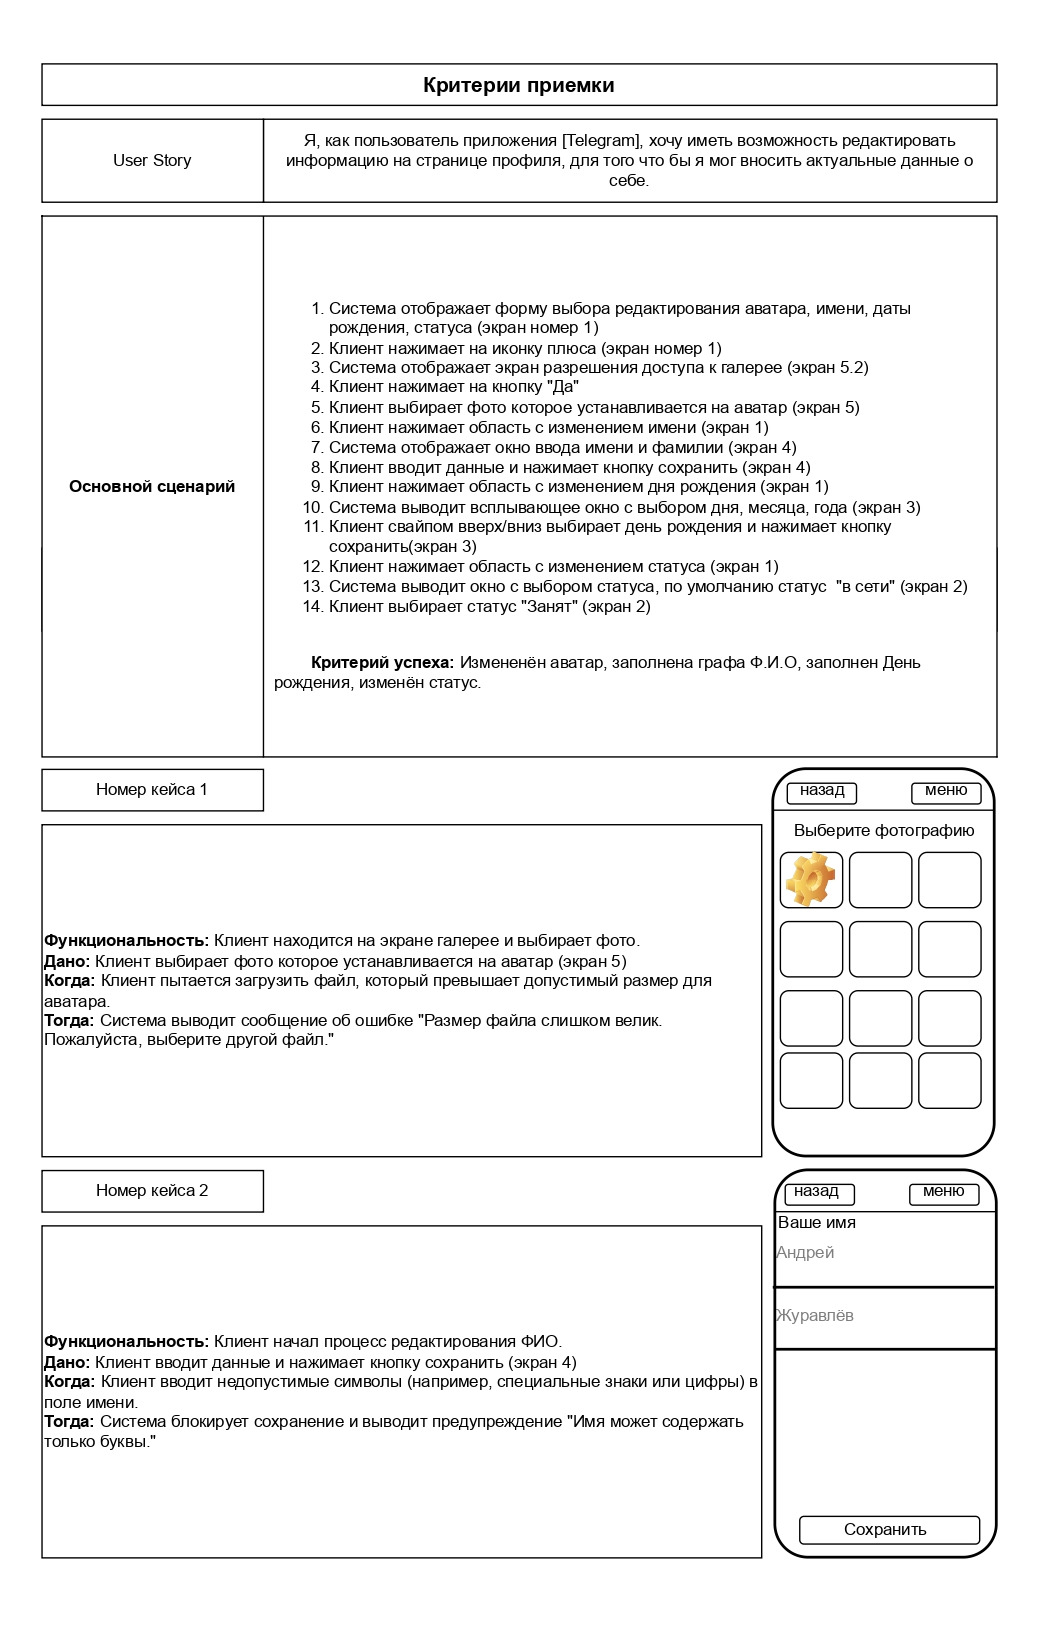 Критерии приемки
User Story
Я, как пользователь приложения [Telegram], хочу иметь возможность редактировать
информацию на странице профиля, для того что бы я мог вносить актуальные данные о
себе.
Основной сценарий
1. Система отображает форму выбора редактирования аватара, имени, даты
рождения, статуса (экран номер 1)
2. Клиент нажимает на иконку плюса (экран номер 1)
3. Система отображает экран разрешения доступа к галерее (экран 5.2)
4. Клиент нажимает на кнопку "Да"
5. Клиент выбирает фото которое устанавливается на аватар (экран 5)
6. Клиент нажимает область с изменением имени (экран 1)
7. Система отображает окно ввода имени и фамилии (экран 4)
8. Клиент вводит данные и нажимает кнопку сохранить (экран 4)
9. Клиент нажимает область с изменением дня рождения (экран 1)
10. Система выводит всплывающее окно с выбором дня, месяца, года (экран 3)
11. Клиент свайпом вверх/вниз выбирает день рождения и нажимает кнопку
сохранить(экран 3)
12. Клиент нажимает область с изменением статуса (экран 1)
13. Система выводит окно с выбором статуса, по умолчанию статус  "в сети" (экран 2)
14. Клиент выбирает статус "Занят" (экран 2)
Критерий успеха: Изменёнён аватар, заполнена графа Ф.И.О, заполнен День
рождения, изменён статус.
Номер кейса 1
Функциональность: Клиент находится на экране галерее и выбирает фото.
Дано: Клиент выбирает фото которое устанавливается на аватар (экран 5)
Когда: Клиент пытается загрузить файл, который превышает допустимый размер для
аватара.
Тогда: Система выводит сообщение об ошибке "Размер файла слишком велик.
Пожалуйста, выберите другой файл."
назад
меню
Выберите фотографию
Номер кейса 2
Функциональность: Клиент начал процесс редактирования ФИО.
Дано: Клиент вводит данные и нажимает кнопку сохранить (экран 4)
Когда: Клиент вводит недопустимые символы (например, специальные знаки или цифры) в
поле имени.
Тогда: Система блокирует сохранение и выводит предупреждение "Имя может содержать
только буквы."
назад
меню
Ваше имя
Андрей
Журавлёв
Сохранить